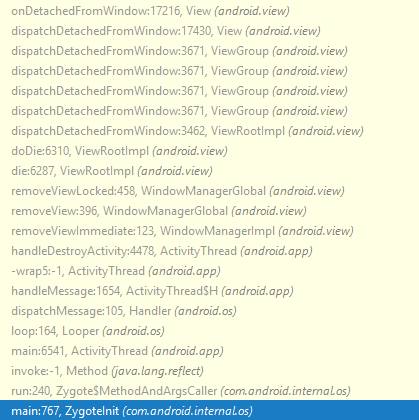 onDetachedFromWindow:17216, View (android.view)
dispatchDetachedFromWindow:17430, View (android.view)
dispatchDetachedFromWindow:3671, ViewGroup (android.view)
dispatchDetachedFromWindow:3671, ViewGroup (android.view)
dispatchDetachedFromWindow:3671, ViewGroup (android.view)
dispatchDetachedFromWindow:3671, ViewGroup (android.view)
dispatchDetachedFromWindow:3462, ViewRootImpl (android.view)
doDie:6310, ViewRootImpl (android.view)
die:6287, ViewRootImpl (android.view)
removeViewLocked:458, WindowManagerGlobal (android.view)
removeView:396, WindowManagerGlobal (android.view)
removeViewImmediate:123, WindowManagerImpl (android.view)
handleDestroyActivity:4478, ActivityThread (android.app)
-wrap5:-1, ActivityThread (android.app)
handleMessage:1654, ActivityThread$H (android.app)
dispatchMessage:105, Handler (android.os)
loop:164, Looper (android.os)
main:6541, ActivityThread (android.app)
invoke:-1, Method (java.lang.reflect)
run:240, Zygote$MethodAndArgsCaller (com.android.internal.os)
main:767, ZygoteInit (com.android.internal.os)